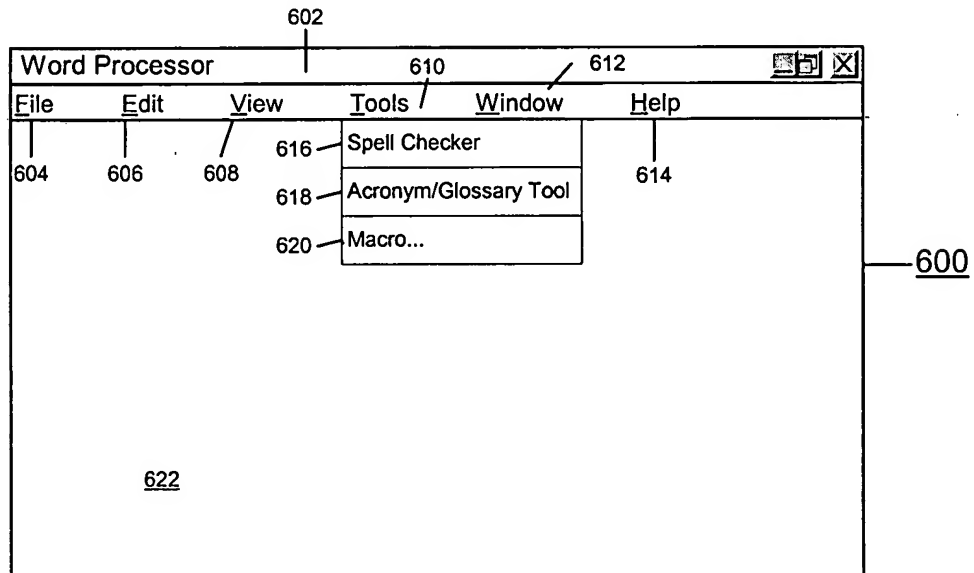 602
Word Processor
610
612
File Edit View Tools Window Help
604 606 608
616 Spell Checker
614
618 Acronym/Glossary Tool
620 Macro...
600
622